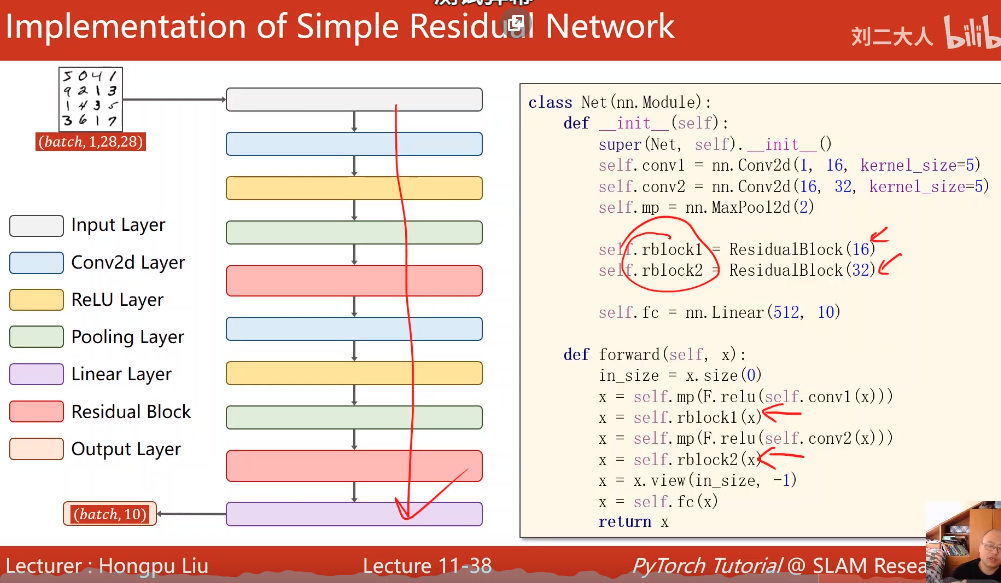 测试弹幕
Implementation of Simple Residual Network
刘二大人
5 0 4 1
9 2 1 3
1 4 3 5
3 6 1 7
(batch, 1,28,28)
Input Layer
Conv2d Layer
ReLU Layer
Pooling Layer
Linear Layer
Residual Block
Output Layer
(batch, 10)
class Net(nn.Module):
def __init__(self):
super(Net, self).__init__()
self.conv1 = nn.Conv2d(1, 16, kernel_size=5)
self.conv2 = nn.Conv2d(16, 32, kernel_size=5)
self.mp = nn.MaxPool2d(2)
self.rblock1 = ResidualBlock(16)
self.rblock2 = ResidualBlock(32)
self.fc = nn.Linear(512, 10)
def forward(self, x):
in_size = x.size(0)
x = self.mp(F.relu(self.conv1(x)))
x = self.rblock1(x)
x = self.mp(F.relu(self.conv2(x)))
x = self.rblock2(x)
x = x.view(in_size, -1)
x = self.fc(x)
return x
Lecturer : Hongpu Liu
Lecture 11-38
PyTorch Tutorial @ SLAM Resea